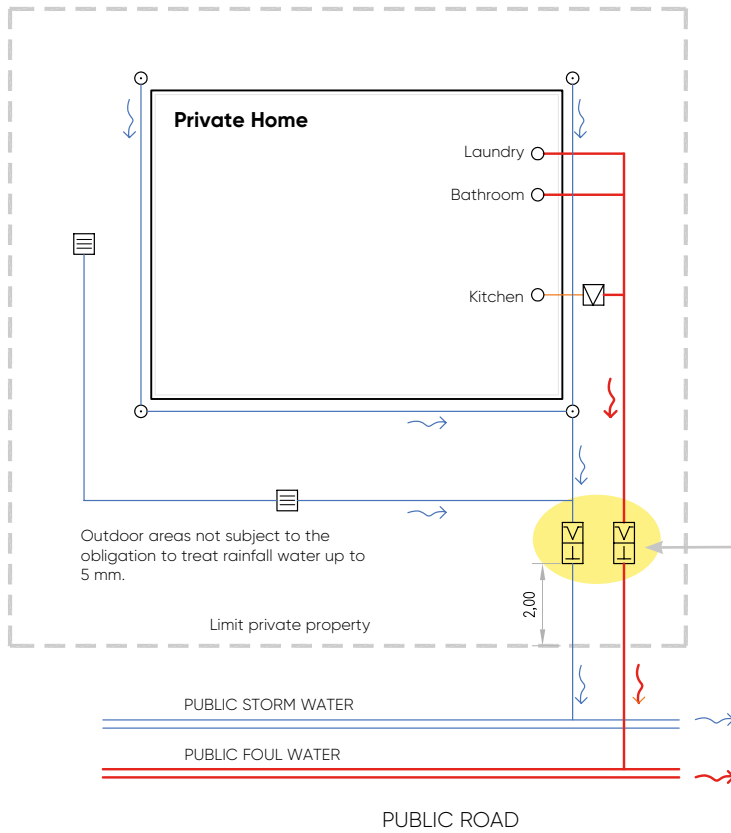 Private Home
Laundry
Bathroom
Kitchen
Outdoor areas not subject to the
obligation to treat rainfall water up to
5 mm.
2,00
Limit private property
PUBLIC STORM WATER
PUBLIC FOUL WATER
PUBLIC ROAD